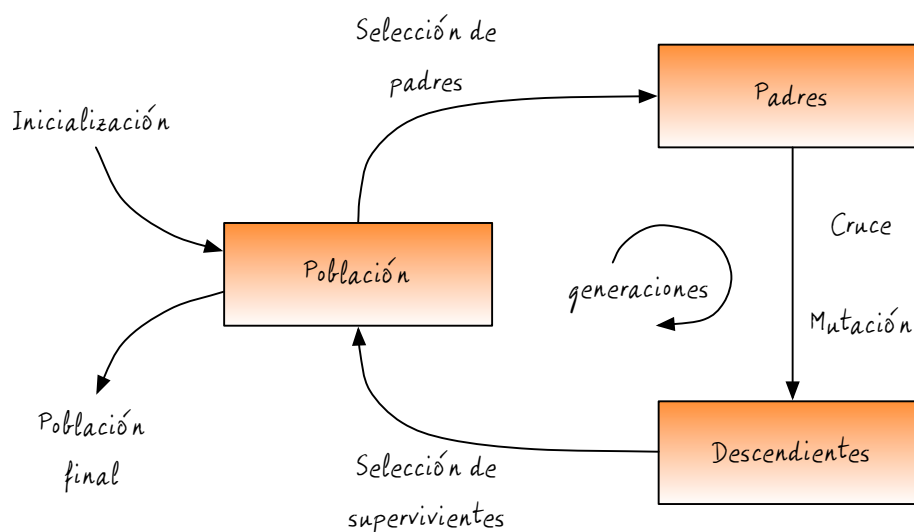 Selección de
padres
Padres
Inicialización
Cruce
Población
generaciones
Mutación
Población
final
Descendientes
Selección de
supervivientes